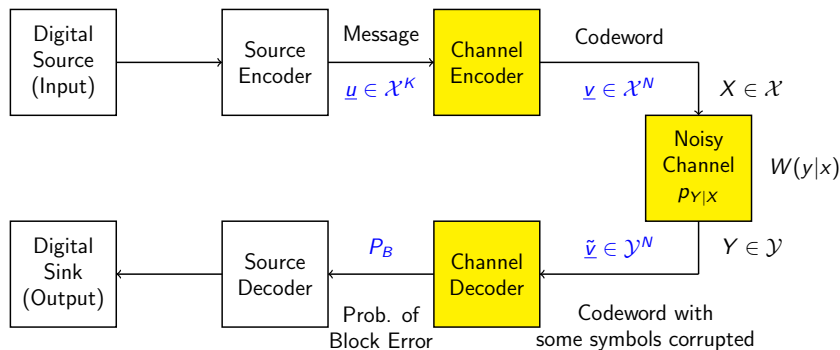 Digital
Source
(Input)
Source
Encoder
Message
u ∈ 𝒳^K
Channel
Encoder
Codeword
v ∈ 𝒳^N
X ∈ 𝒳
Noisy
Channel
p_{Y|X}
W(y|x)
Digital
Sink
(Output)
Source
Decoder
P_B
Prob. of
Block Error
Channel
Decoder
ṽ ∈ 𝒴^N
Y ∈ 𝒴
Codeword with
some symbols corrupted